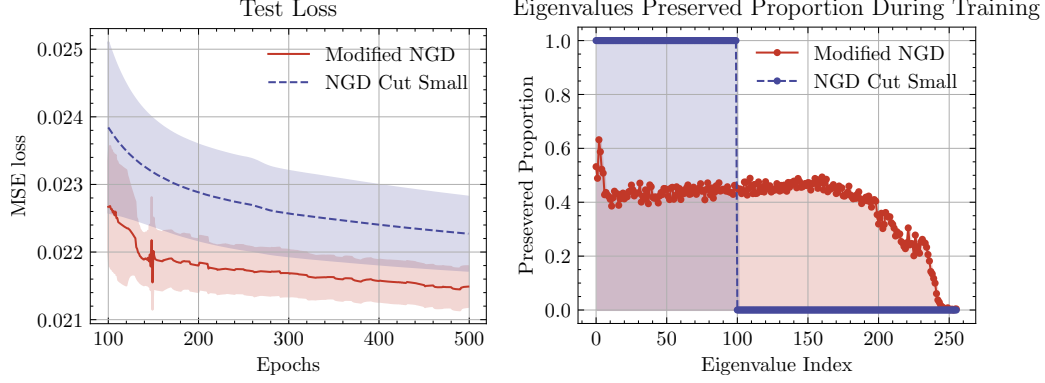 Test Loss
MSE loss
0.025
0.024
0.023
0.022
0.021
Modified NGD
NGD Cut Small
100
200
300
400
500
Epochs
Eigenvalues Preserved Proportion During Training
Presevered Proportion
1.0
0.8
0.6
0.4
0.2
0.0
Modified NGD
NGD Cut Small
0
50
100
150
200
250
Eigenvalue Index